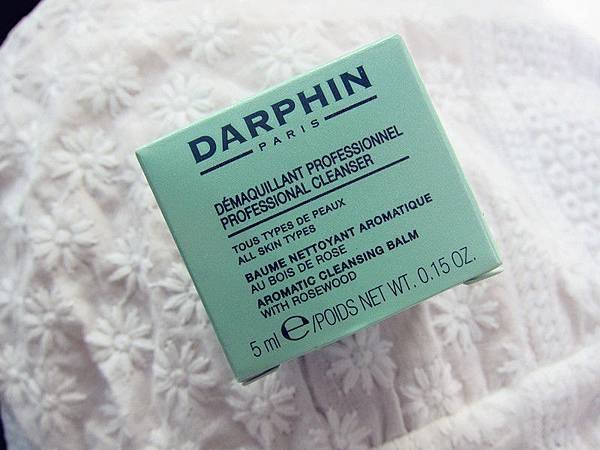 DARPHIN
PARIS
DÉMAQUILLANT PROFESSIONNEL
PROFESSIONAL CLEANSER
TOUS TYPES DE PEAUX
ALL SKIN TYPES
BAUME NETTOYANT AROMATIQUE
AU BOIS DE ROSE
AROMATIC CLEANSING BALM
WITH ROSEWOOD
5 ml ℮/POIDS NET WT. 0.15 OZ.